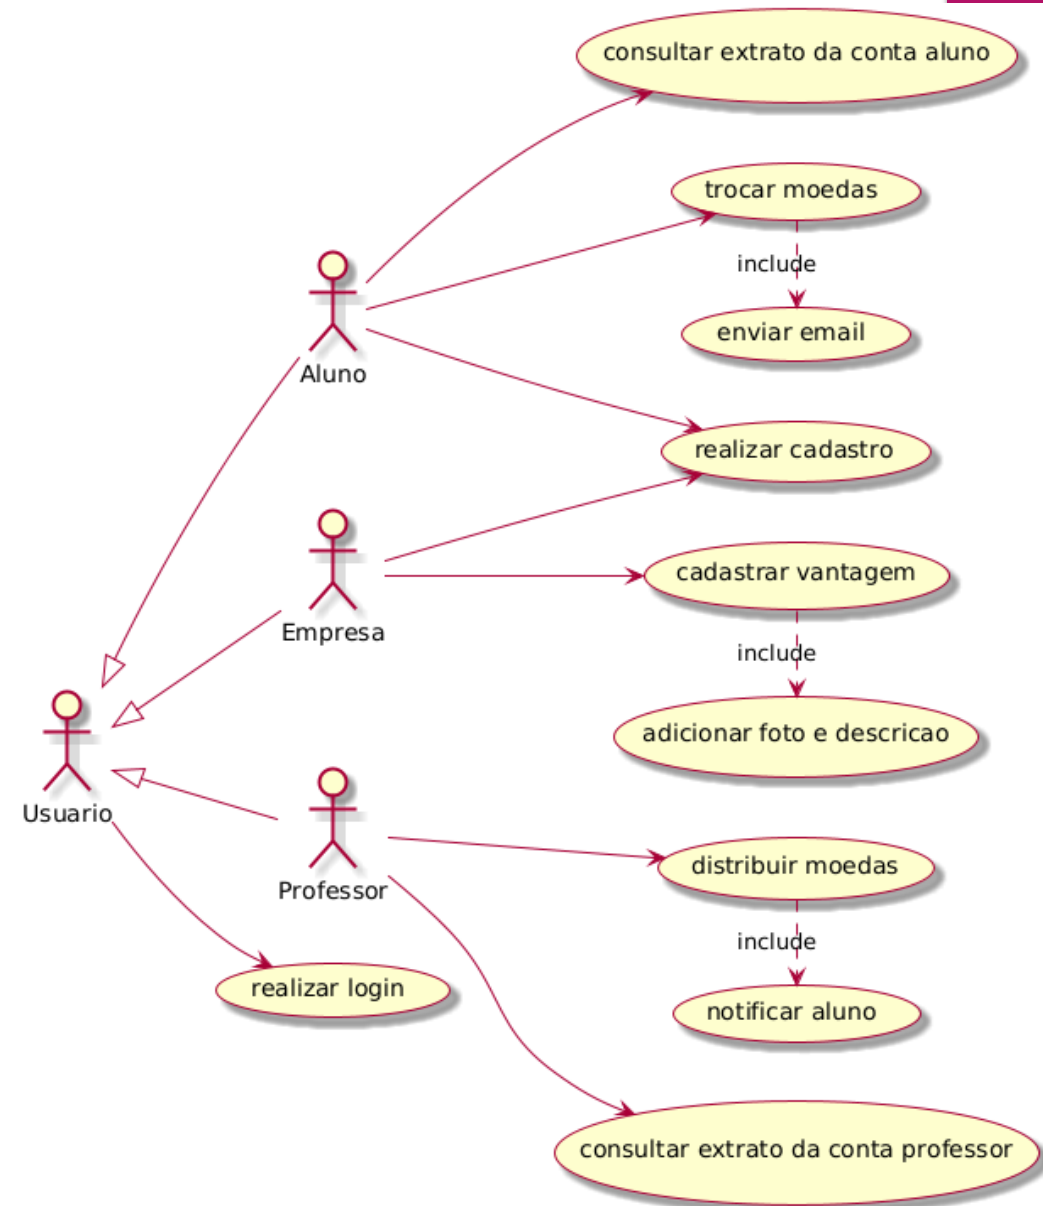 consultar extrato da conta aluno
trocar moedas
include
enviar email
Aluno
realizar cadastro
cadastrar vantagem
Empresa
include
adicionar foto e descricao
Usuario
distribuir moedas
Professor
include
realizar login
notificar aluno
consultar extrato da conta professor